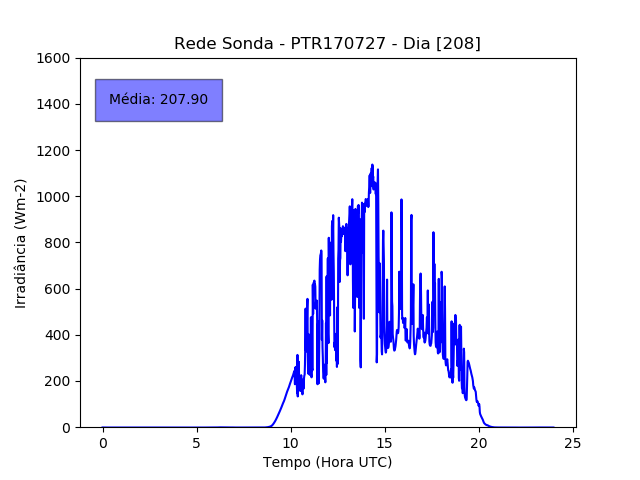 Rede Sonda - PTR170727 - Dia [208]
1600
1400
1200
1000
800
600
400
200
0
Irradiância (Wm-2)
Média: 207.90
0 5 10 15 20 25
Tempo (Hora UTC)